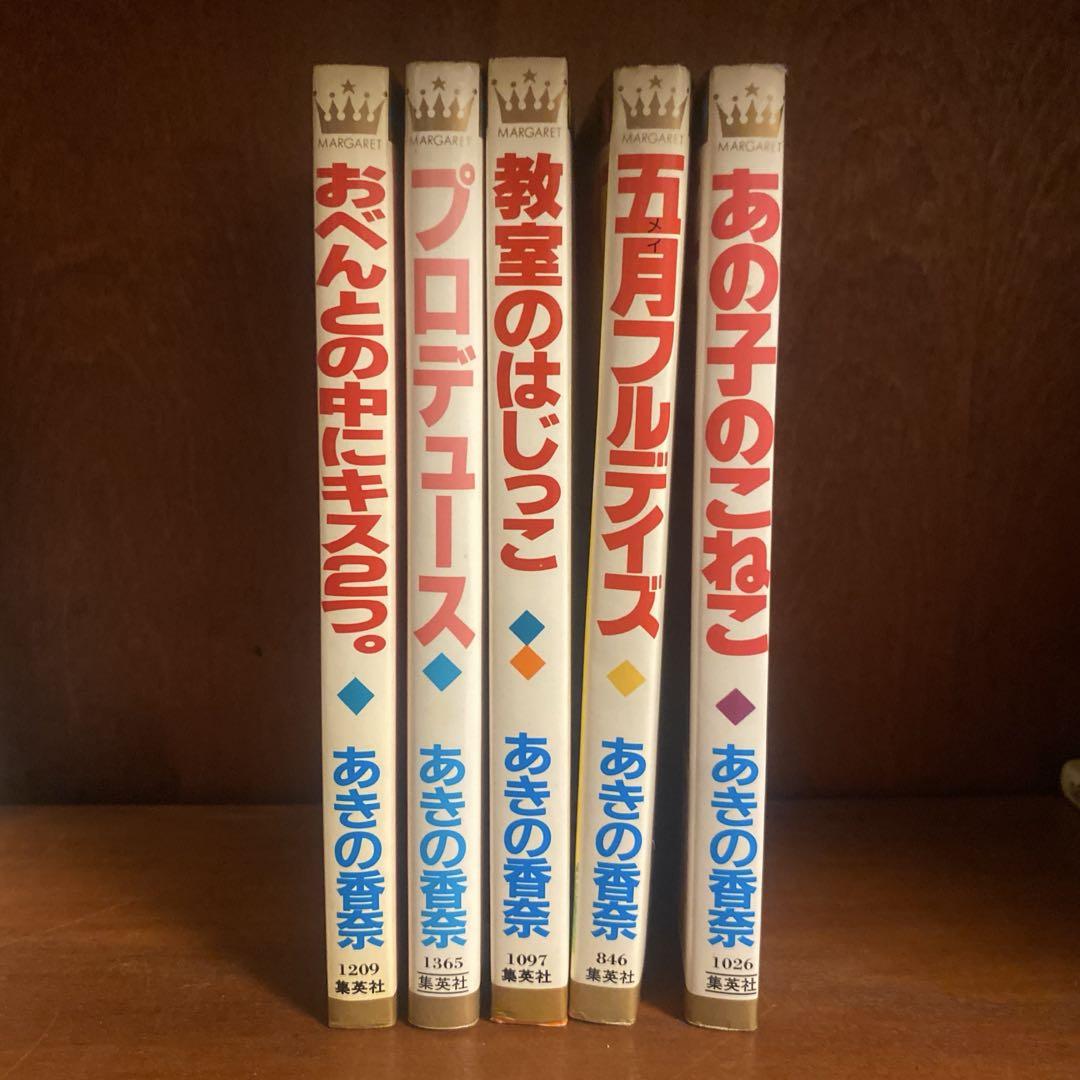 MARGARET
おべんとの中にキス2つ。
あきの香奈
1209
集英社
MARGARET
プロデュース
あきの香奈
1365
集英社
MARGARET
教室のはじっこ
あきの香奈
1097
集英社
MARGARET
五月フルデイズ
メイ
あきの香奈
846
集英社
MARGARET
あの子のこねこ
あきの香奈
1026
集英社